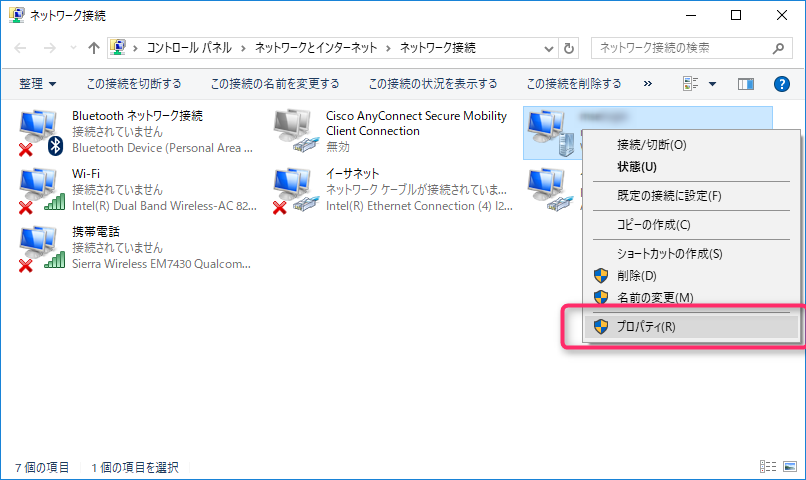 ネットワーク接続
コントロール パネル
ネットワークとインターネット
ネットワーク接続
ネットワーク接続の検索
整理
この接続を切断する
この接続の名前を変更する
この接続の状況を表示する
この接続を削除する
»
Bluetooth ネットワーク接続
接続されていません
Bluetooth Device (Personal Area ...
Cisco AnyConnect Secure Mobility
Client Connection
無効
Wi-Fi
接続されていません
Intel(R) Dual Band Wireless-AC 82...
イーサネット
ネットワーク ケーブルが接続されていま...
Intel(R) Ethernet Connection (4) I2...
携帯電話
接続されていません
Sierra Wireless EM7430 Qualcom...
接続/切断(O)
状態(U)
既定の接続に設定(F)
コピーの作成(C)
ショートカットの作成(S)
削除(D)
名前の変更(M)
プロパティ(R)
7 個の項目
1 個の項目を選択